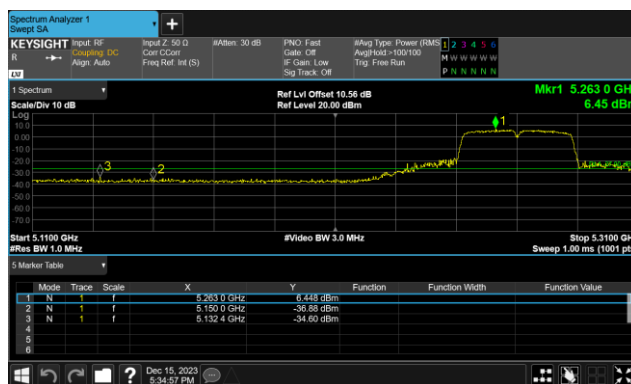 Spectrum Analyzer 1
Swept SA
+
KEYSIGHT Input: RF Input Z: 50 Ω #Atten: 30 dB PNO: Fast #Avg Type: Power (RMS) 1 2 3 4 5 6
R Coupling: DC Corr CCorr Gate: Off Avg|Hold >100/100 M W W W W W
Align: Auto Freq Ref: Int (S) IF Gain: Low Trig: Free Run
Sig Track: Off P N N N N N
LXI
1 Spectrum Ref Lvl Offset 10.56 dB Mkr1 5.263 0 GH
Scale/Div 10 dB Ref Level 20.00 dBm 6.45 dB
Log
10.0
0.00
-10.0
-20.0
-30.0
-40.0
-50.0
-60.0
-70.0
1
2
3
Start 5.1100 GHz #Video BW 3.0 MHz Stop 5.3100 GH
#Res BW 1.0 MHz Sweep 1.00 ms (1001 pt
5 Marker Table
Mode Trace Scale X Y Function Function Width Function Value
1 N 1 f 5.263 0 GHz 6.448 dBm
2 N 1 f 5.150 0 GHz -36.88 dBm
3 N 1 f 5.132 4 GHz -34.60 dBm
4
5
6
? Dec 15, 2023
5:34:57 PM